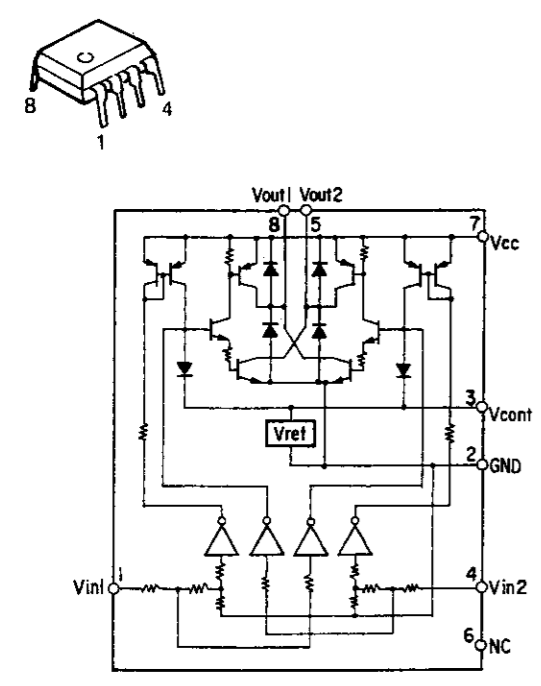 8
4
1
Vout1 Vout2
8 5
7
Vcc
3
Vcont
Vref
2
GND
1
Vin1
4
Vin2
6
NC